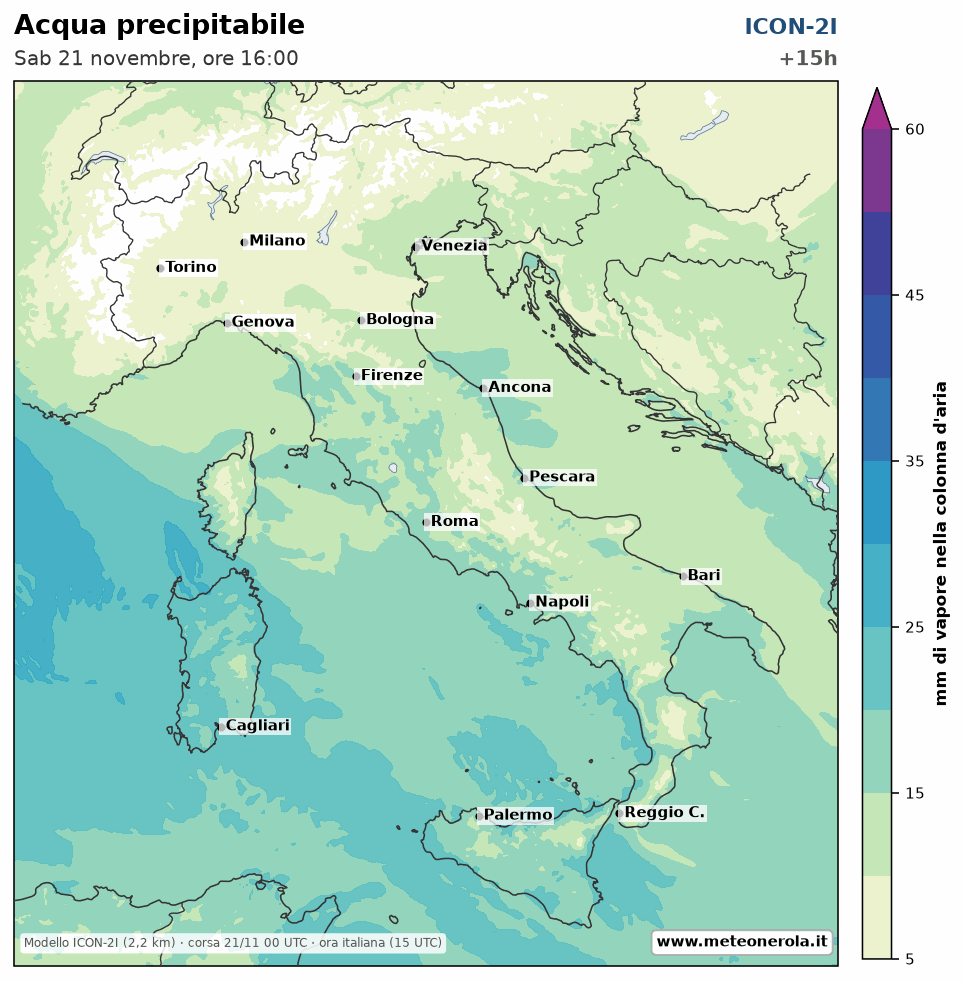 Acqua precipitabile
ICON-2I
Sab 21 novembre, ore 16:00
+15h
60
Milano
Venezia
Torino
45
Genova
Bologna
Firenze
Ancona
35
Pescara
Roma
Bari
Napoli
25
Cagliari
15
Palermo
Reggio C.
mm di vapore nella colonna d'aria
Modello ICON-2I (2,2 km) · corsa 21/11 00 UTC · ora italiana (15 UTC)
www.meteonerola.it
5